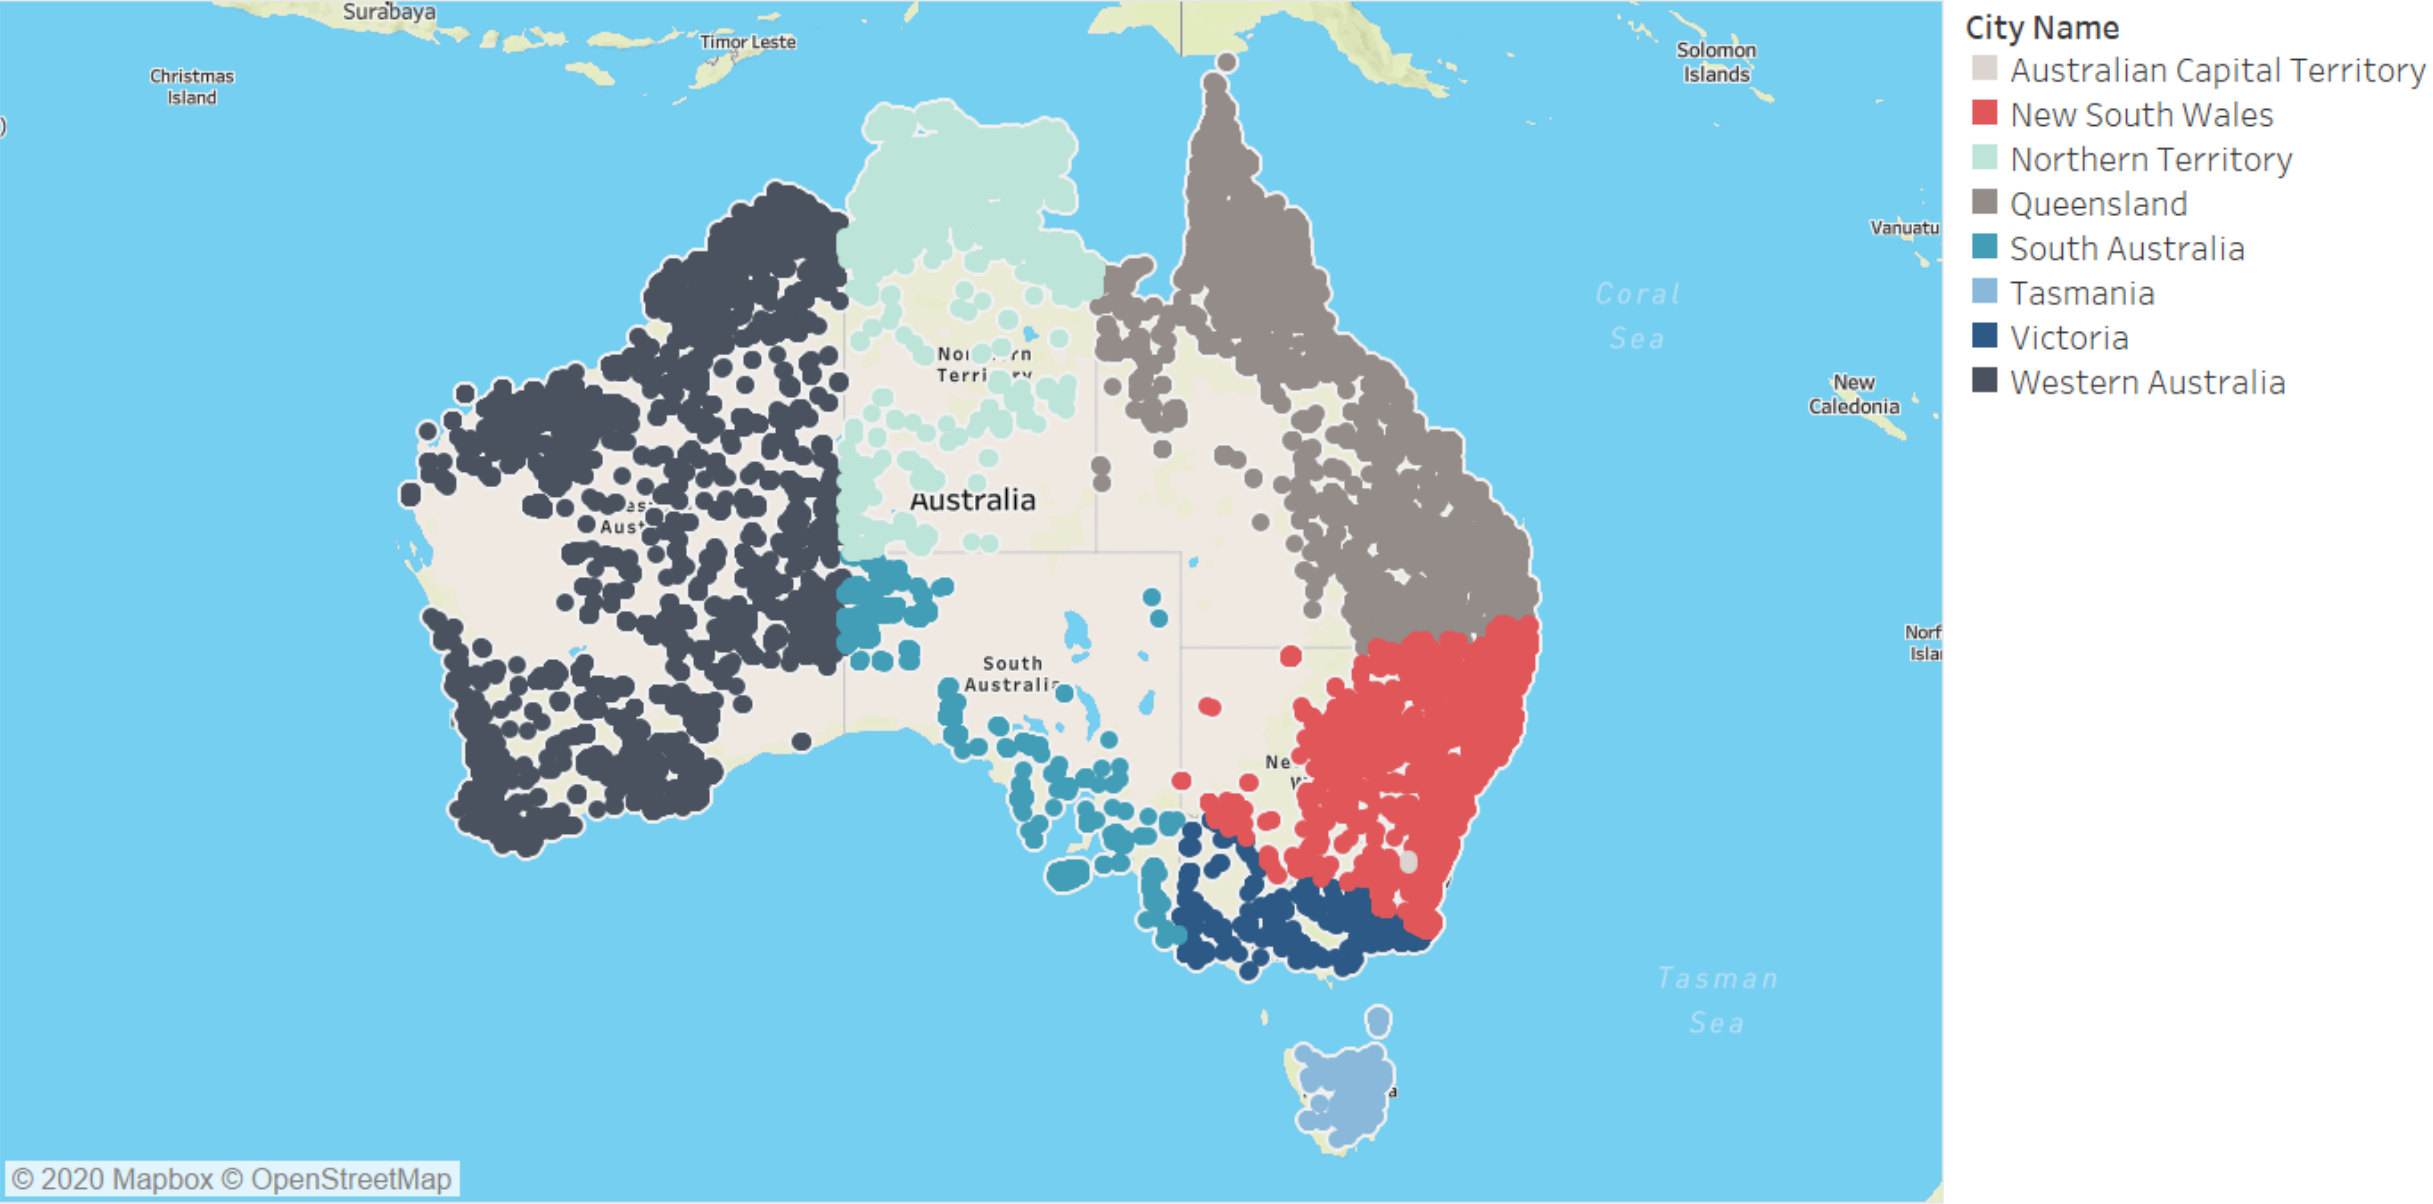 Surabaya
Timor Leste
Christmas
Island
)
Solomon
Islands
Vanuatu
Coral
Sea
New
Caledonia
Australia
South
Australia
Tasman
Sea
© 2020 Mapbox © OpenStreetMap
City Name
Australian Capital Territory
New South Wales
Northern Territory
Queensland
South Australia
Tasmania
Victoria
Western Australia